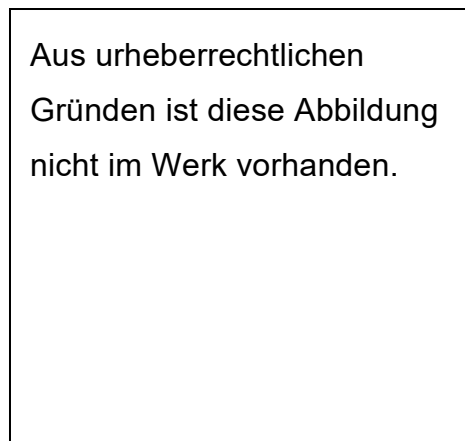 Aus urheberrechtlichen
Gründen ist diese Abbildung
nicht im Werk vorhanden.